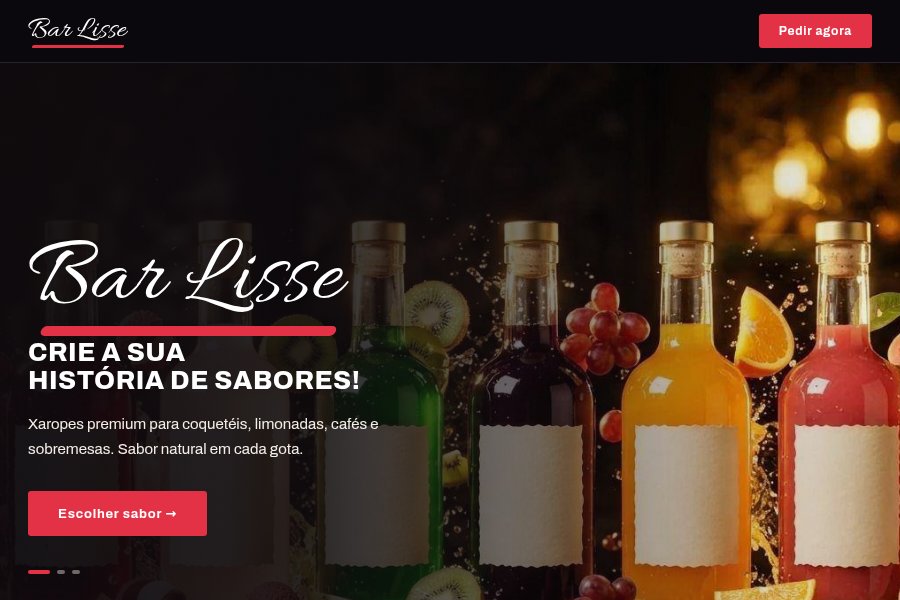 Bar Lisse
Pedir agora
Bar Lisse
CRIE A SUA
HISTÓRIA DE SABORES!
Xaropes premium para coquetéis, limonadas, cafés e
sobremesas. Sabor natural em cada gota.
Escolher sabor →